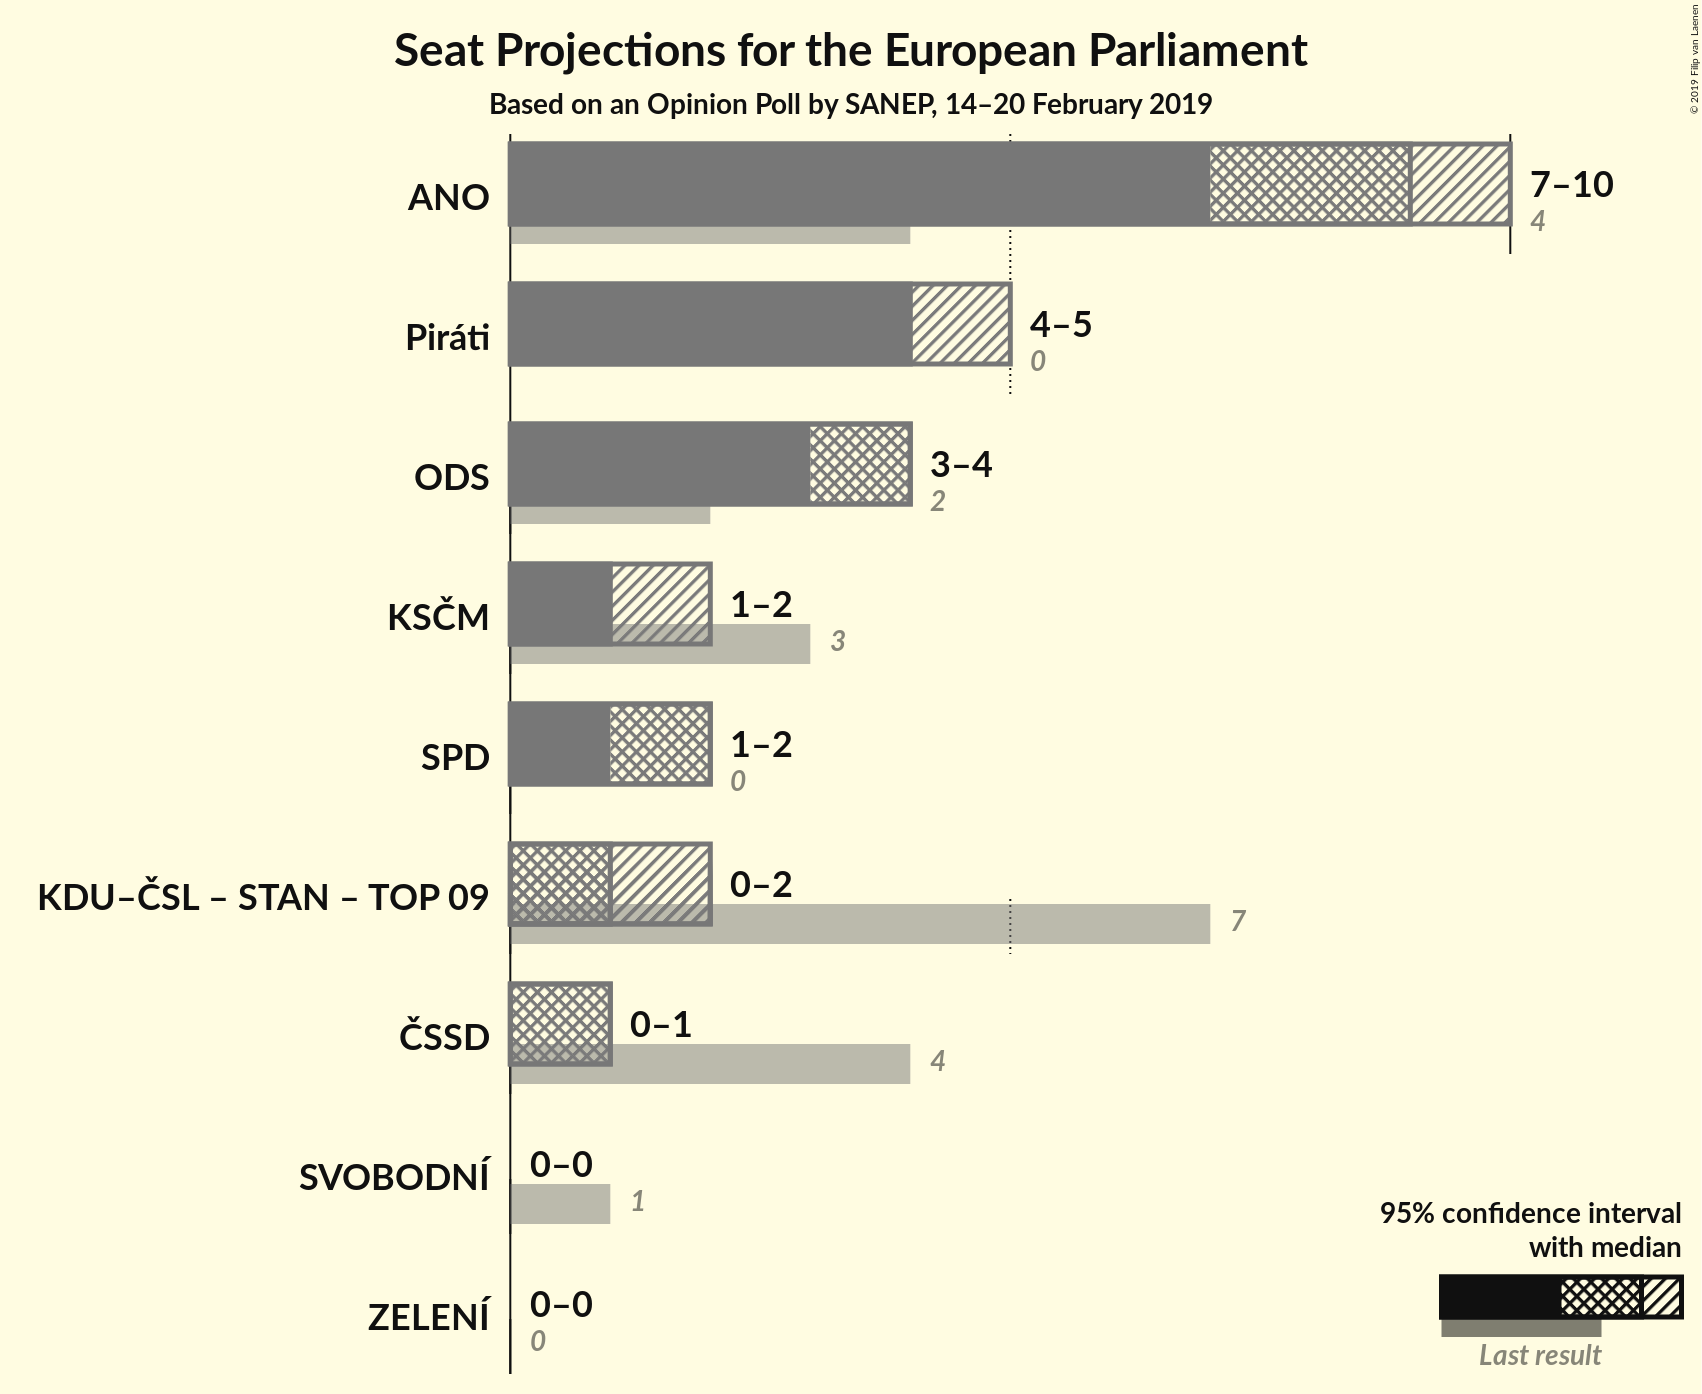 Seat Projections for the European Parliament
Based on an Opinion Poll by SANEP, 14–20 February 2019
© 2019 Filip van Laenen
ANO
7–10
4
Piráti
4–5
0
ODS
3–4
2
KSČM
1–2
3
SPD
1–2
0
KDU–ČSL – STAN – TOP 09
0–2
7
ČSSD
0–1
4
SVOBODNÍ
0–0
1
ZELENÍ
0–0
0
95% confidence interval
with median
Last result